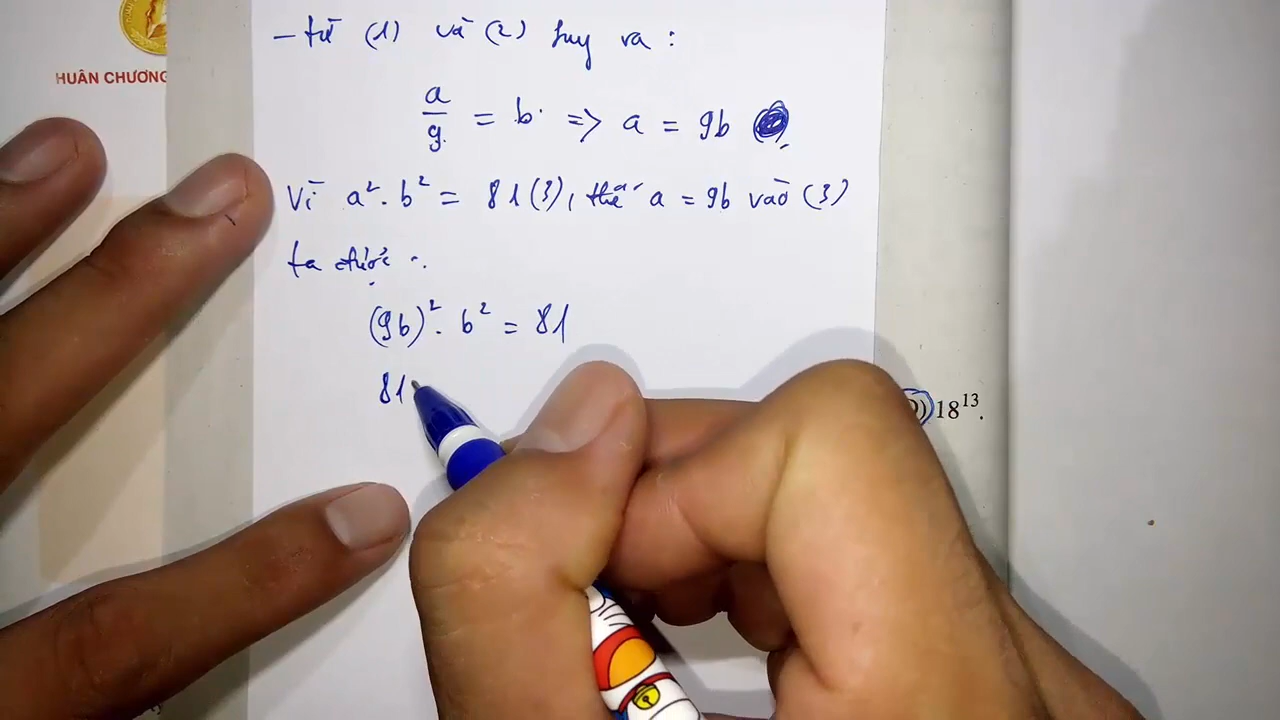 HUÂN CHƯƠNG
- từ (1) và (2) suy ra :
a/9 = b. => a = 9b
Vì a². b² = 81 (3), thế a = 9b vào (3)
ta được :
(9b)². b² = 81
81
D) 18¹³.